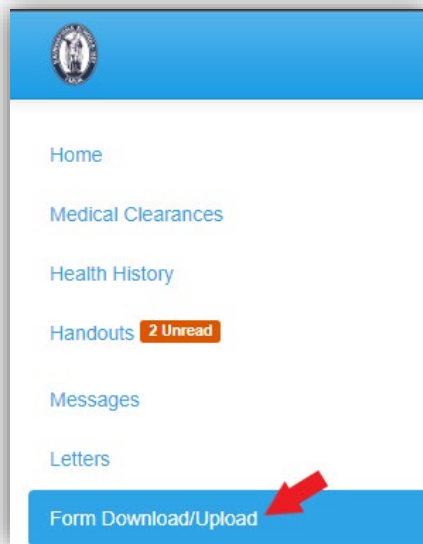 Home
Medical Clearances
Health History
Handouts 2 Unread
Messages
Letters
Form Download/Upload